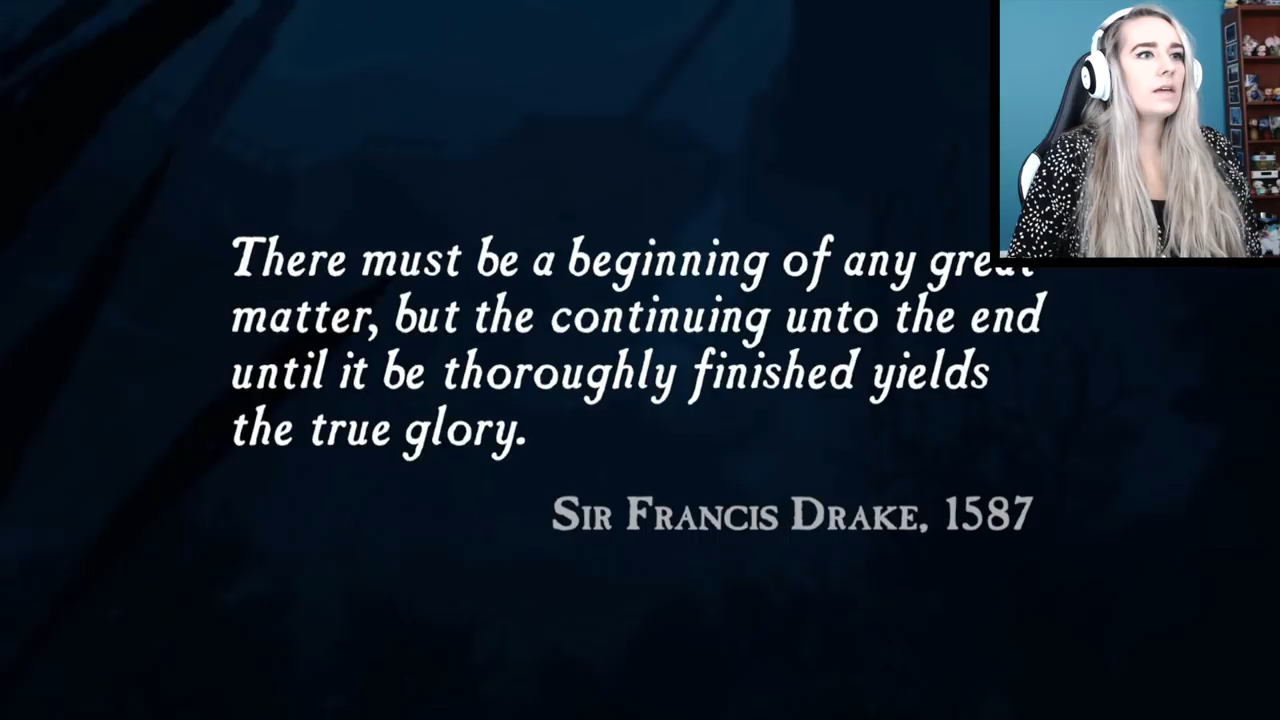 There must be a beginning of any great
matter, but the continuing unto the end
until it be thoroughly finished yields
the true glory.
Sir Francis Drake, 1587